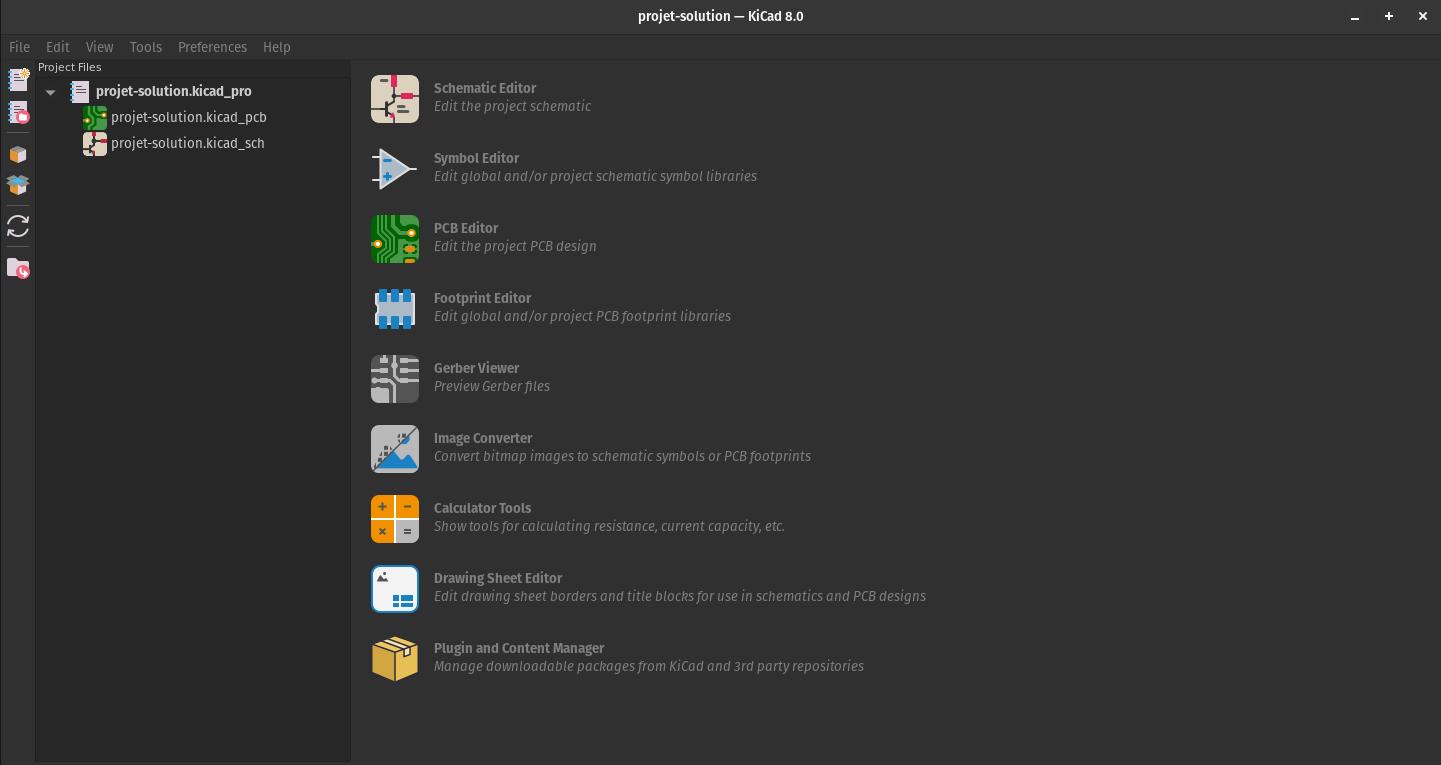 projet-solution — KiCad 8.0
File Edit View Tools Preferences Help
Project Files
projet-solution.kicad_pro
projet-solution.kicad_pcb
projet-solution.kicad_sch
Schematic Editor
Edit the project schematic
Symbol Editor
Edit global and/or project schematic symbol libraries
PCB Editor
Edit the project PCB design
Footprint Editor
Edit global and/or project PCB footprint libraries
Gerber Viewer
Preview Gerber files
Image Converter
Convert bitmap images to schematic symbols or PCB footprints
Calculator Tools
Show tools for calculating resistance, current capacity, etc.
Drawing Sheet Editor
Edit drawing sheet borders and title blocks for use in schematics and PCB designs
Plugin and Content Manager
Manage downloadable packages from KiCad and 3rd party repositories